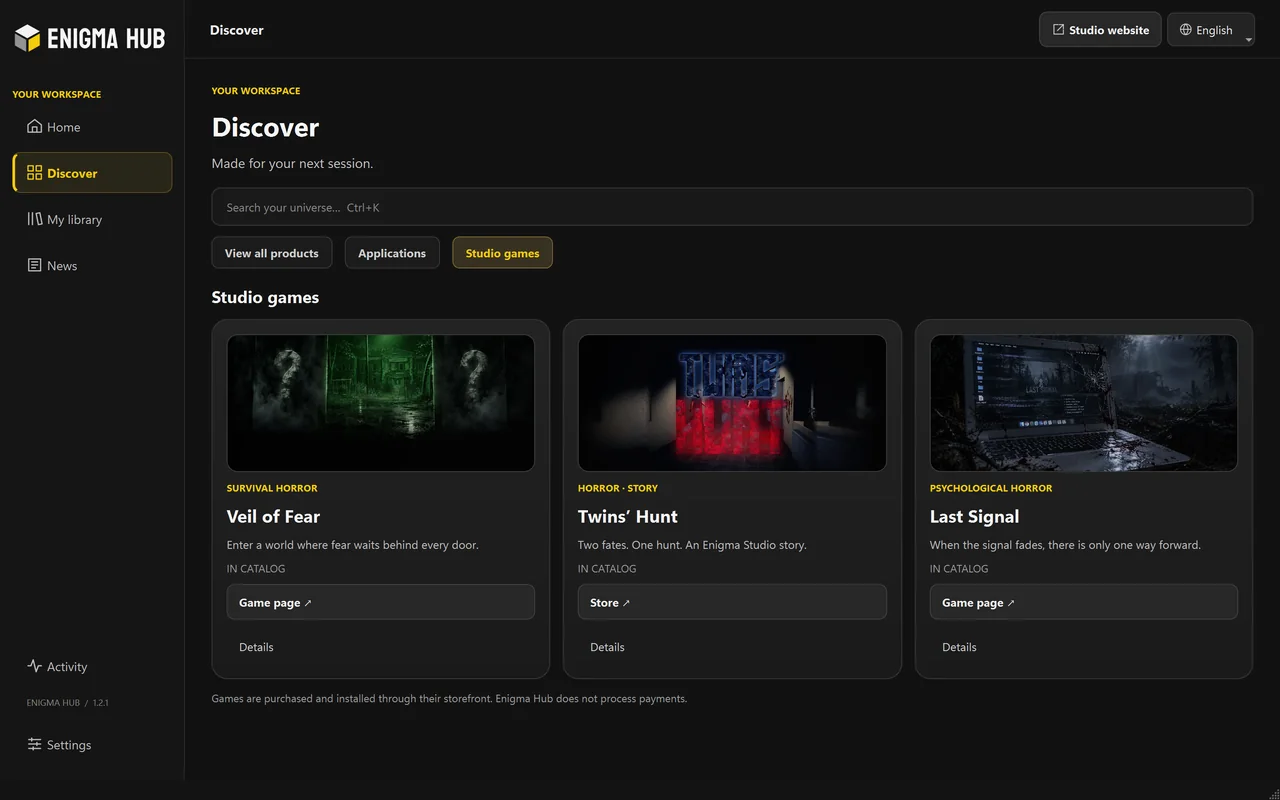 ENIGMA HUB
Discover
Studio website
English
YOUR WORKSPACE
Home
Discover
My library
News
Activity
ENIGMA HUB / 1.2.1
Settings
YOUR WORKSPACE
Discover
Made for your next session.
Search your universe... Ctrl+K
View all products
Applications
Studio games
Studio games
? ?
SURVIVAL HORROR
Veil of Fear
Enter a world where fear waits behind every door.
IN CATALOG
Game page ↗
Details
TWINS
HUNT
HORROR · STORY
Twins’ Hunt
Two fates. One hunt. An Enigma Studio story.
IN CATALOG
Store ↗
Details
LAST SIGNAL
PSYCHOLOGICAL HORROR
Last Signal
When the signal fades, there is only one way forward.
IN CATALOG
Game page ↗
Details
Games are purchased and installed through their storefront. Enigma Hub does not process payments.